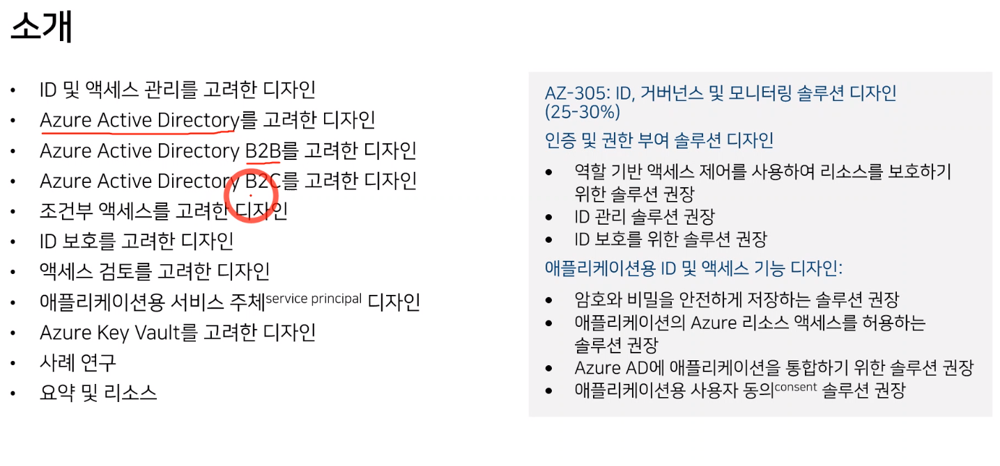 소개
• ID 및 액세스 관리를 고려한 디자인
• Azure Active Directory를 고려한 디자인
• Azure Active Directory B2B를 고려한 디자인
• Azure Active Directory B2C를 고려한 디자인
• 조건부 액세스를 고려한 디자인
• ID 보호를 고려한 디자인
• 액세스 검토를 고려한 디자인
• 애플리케이션용 서비스 주체service principal 디자인
• Azure Key Vault를 고려한 디자인
• 사례 연구
• 요약 및 리소스
AZ-305: ID, 거버넌스 및 모니터링 솔루션 디자인
(25-30%)
인증 및 권한 부여 솔루션 디자인
• 역할 기반 액세스 제어를 사용하여 리소스를 보호하기
위한 솔루션 권장
• ID 관리 솔루션 권장
• ID 보호를 위한 솔루션 권장
애플리케이션용 ID 및 액세스 기능 디자인:
• 암호와 비밀을 안전하게 저장하는 솔루션 권장
• 애플리케이션의 Azure 리소스 액세스를 허용하는
솔루션 권장
• Azure AD에 애플리케이션을 통합하기 위한 솔루션 권장
• 애플리케이션용 사용자 동의consent 솔루션 권장